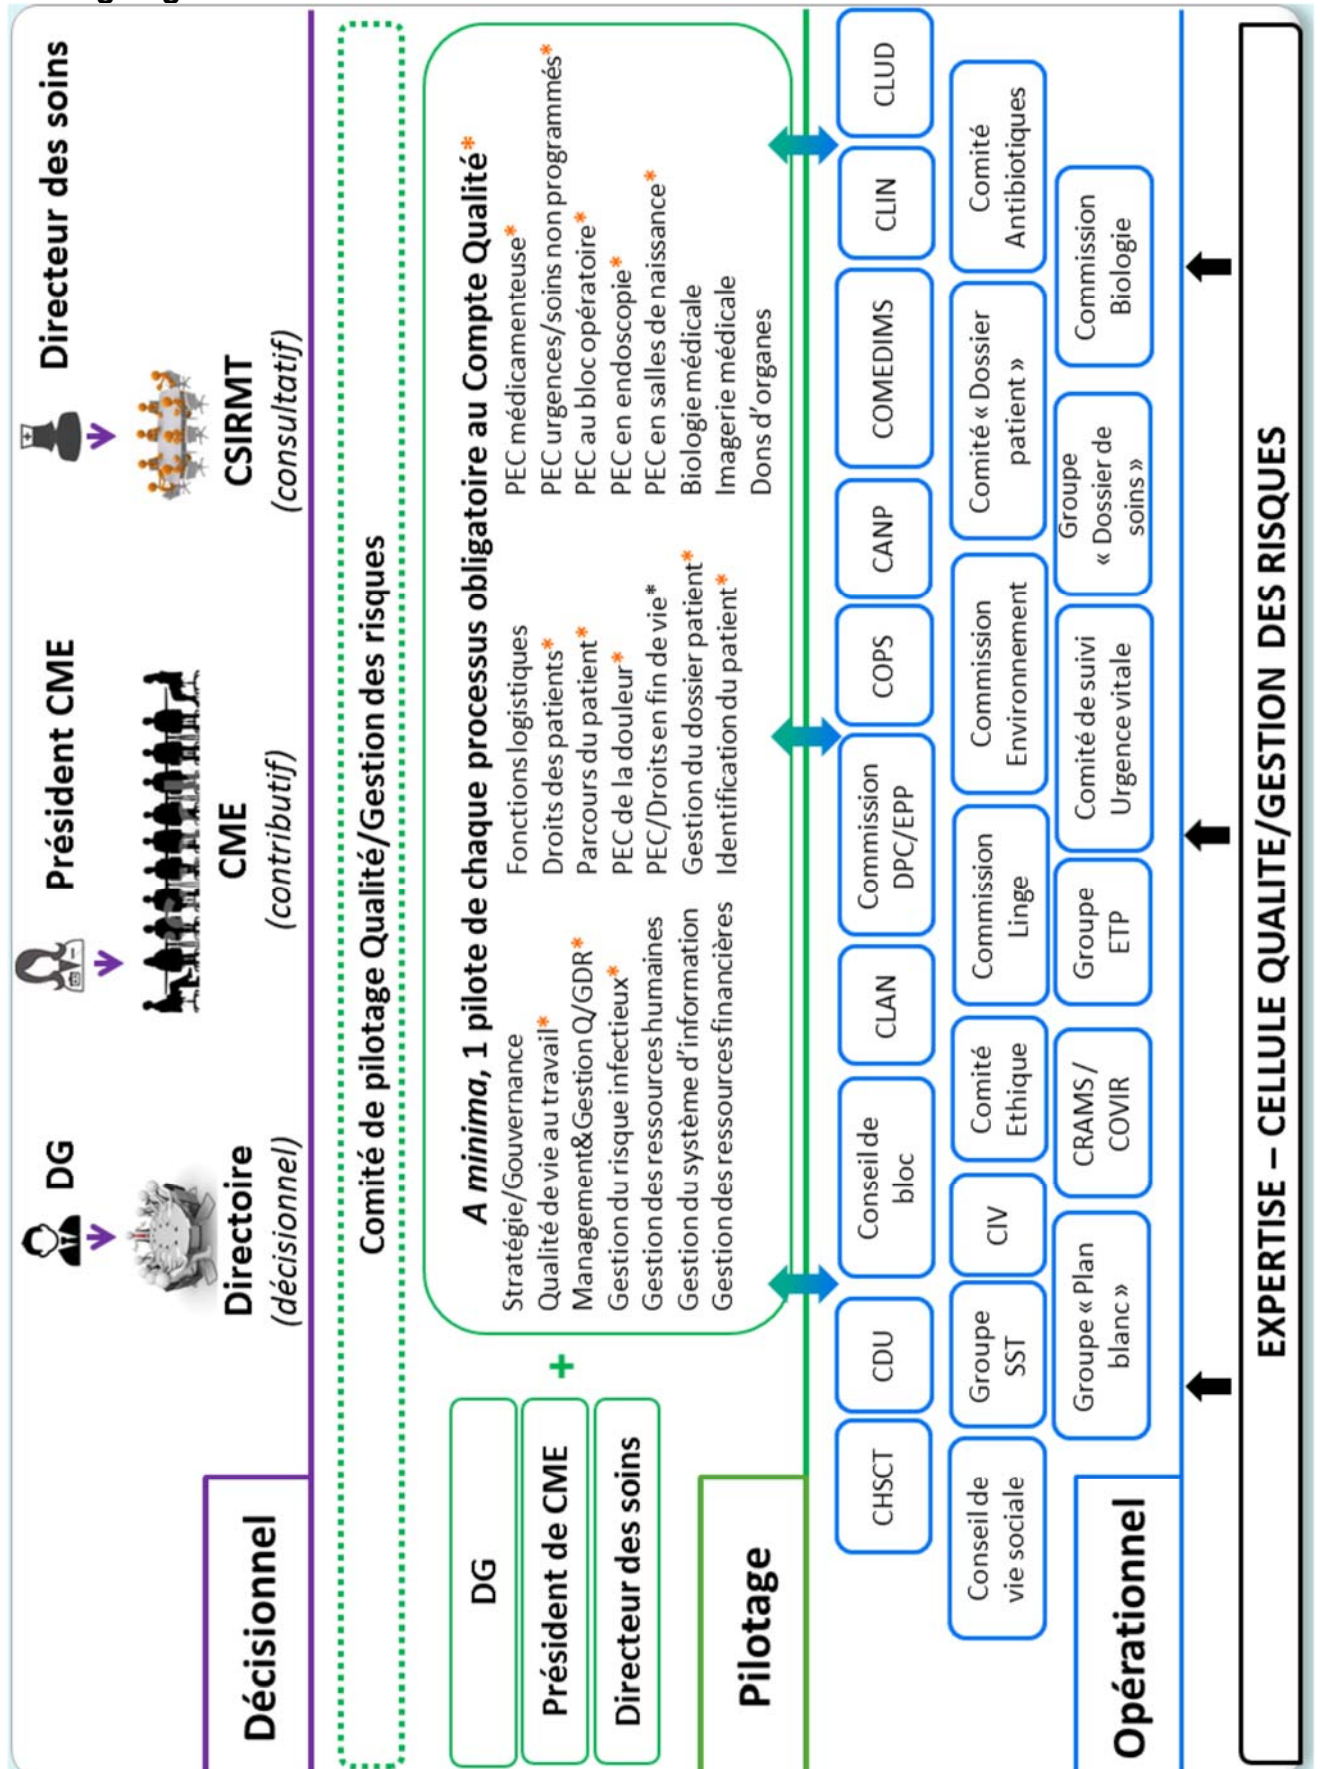 DG
Président CME
Directeur des soins
Directoire
(décisionnel)
CME
(contributif)
CSIRMT
(consultatif)
Décisionnel
Comité de pilotage Qualité/Gestion des risques
DG
Président de CME
Directeur des soins
+
A minima, 1 pilote de chaque processus obligatoire au Compte Qualité*
Stratégie/Gouvernance
Qualité de vie au travail*
Management&Gestion Q/GDR*
Gestion du risque infectieux*
Gestion des ressources humaines
Gestion du système d'information
Gestion des ressources financières
Fonctions logistiques
Droits des patients*
Parcours du patient*
PEC de la douleur*
PEC/Droits en fin de vie*
Gestion du dossier patient*
Identification du patient*
PEC médicamenteuse*
PEC urgences/soins non programmés*
PEC au bloc opératoire*
PEC en endoscopie*
PEC en salles de naissance*
Biologie médicale
Imagerie médicale
Dons d'organes
Pilotage
CHSCT
CDU
Conseil de
bloc
CLAN
Commission
DPC/EPP
COPS
CANP
COMEDIMS
CLIN
CLUD
Conseil de
vie sociale
Groupe
SST
CIV
Comité
Ethique
Commission
Linge
Commission
Environnement
Comité « Dossier
patient »
Comité
Antibiotiques
Groupe « Plan
blanc »
CRAMS /
COVIR
Groupe
ETP
Comité de suivi
Urgence vitale
Groupe
« Dossier de
soins »
Commission
Biologie
Opérationnel
EXPERTISE – CELLULE QUALITE/GESTION DES RISQUES